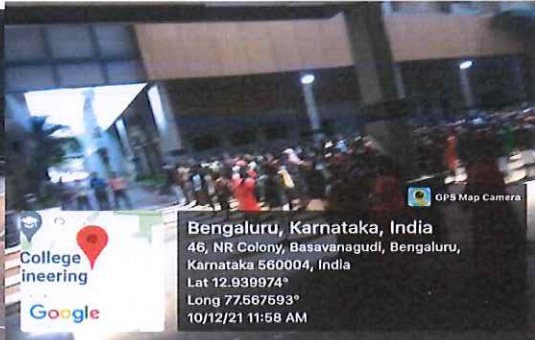 GPS Map Camera
Bengaluru, Karnataka, India
46, NR Colony, Basavanagudi, Bengaluru,
Karnataka 560004, India
Lat 12.939974°
Long 77.567593°
10/12/21 11:58 AM
College
ineering
Google